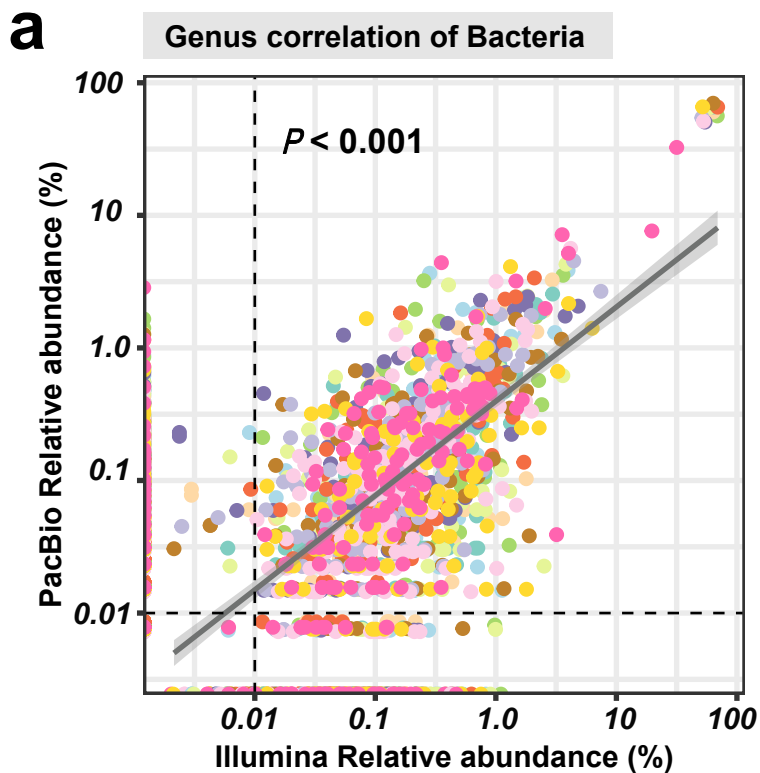 a
Genus correlation of Bacteria
P < 0.001
PacBio Relative abundance (%)
100
10
1.0
0.1
0.01
0.01 0.1 1.0 10 100
Illumina Relative abundance (%)